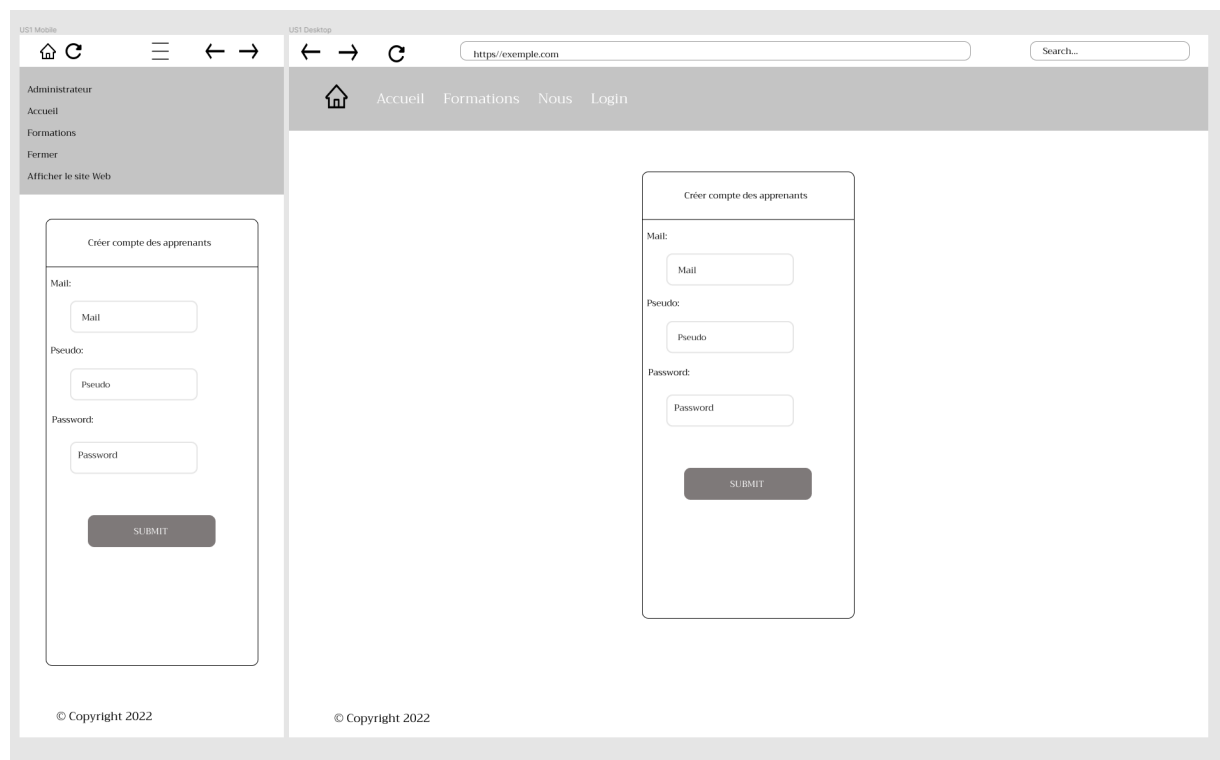 US1 Mobile
Administrateur
Accueil
Formations
Fermer
Afficher le site Web
Créer compte des apprenants
Mail:
Mail
Pseudo:
Pseudo
Password:
Password
SUBMIT
© Copyright 2022
US1 Desktop
https//exemple.com
Search...
Accueil Formations Nous Login
Créer compte des apprenants
Mail:
Mail
Pseudo:
Pseudo
Password:
Password
SUBMIT
© Copyright 2022